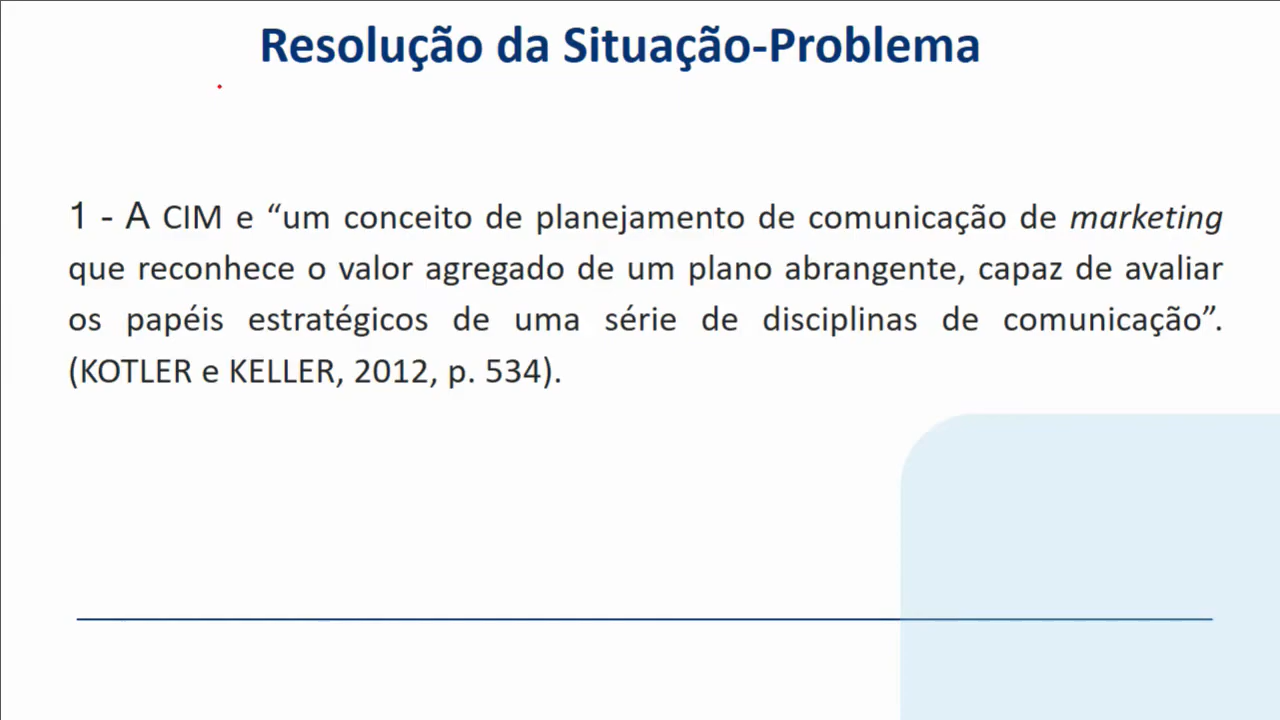 Resolução da Situação-Problema
1 - A CIM e “um conceito de planejamento de comunicação de marketing
que reconhece o valor agregado de um plano abrangente, capaz de avaliar
os papéis estratégicos de uma série de disciplinas de comunicação”.
(KOTLER e KELLER, 2012, p. 534).